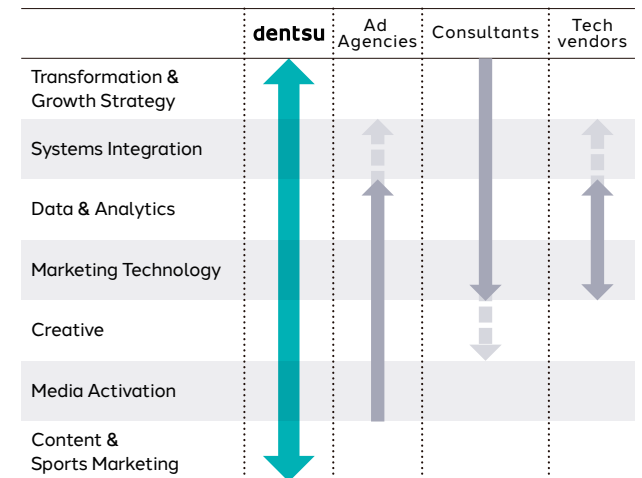 dentsu
Ad
Agencies
Consultants
Tech
vendors
Transformation &
Growth Strategy
Systems Integration
Data & Analytics
Marketing Technology
Creative
Media Activation
Content &
Sports Marketing